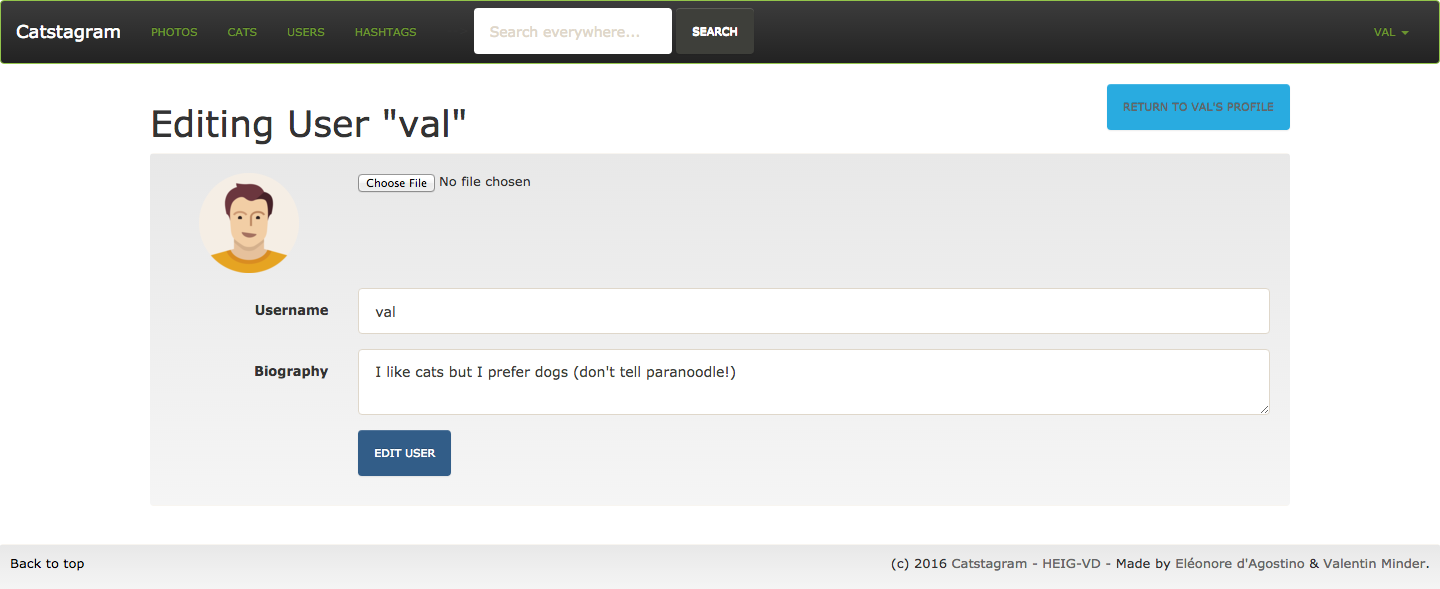 Catstagram PHOTOS CATS USERS HASHTAGS Search everywhere... SEARCH VAL
RETURN TO VAL'S PROFILE
Editing User "val"
Choose File No file chosen
Username val
Biography I like cats but I prefer dogs (don't tell paranoodle!)
EDIT USER
Back to top (c) 2016 Catstagram - HEIG-VD - Made by Eléonore d'Agostino & Valentin Minder.